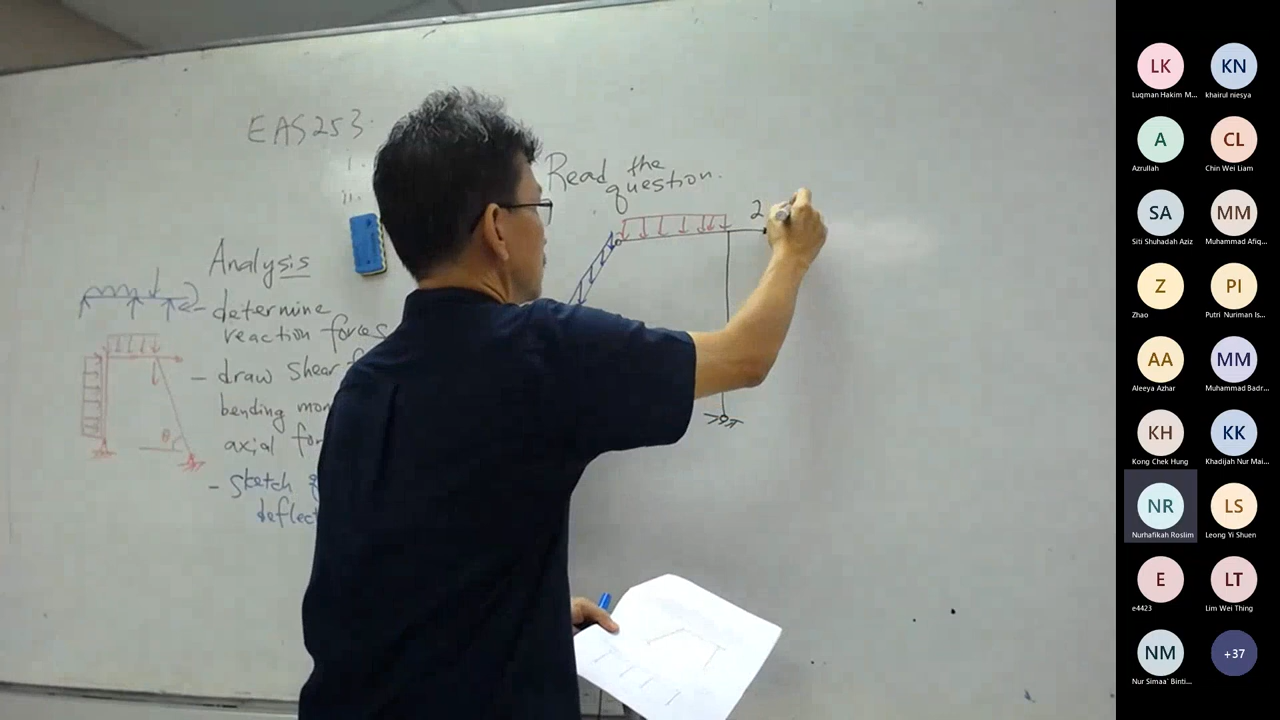 EAS253
i.
ii.
Read the
question.
2
Analysis
- determine
reaction forces
- draw shear
bending
axial
θ
- sketch
LK
KN
Luqman Hakim M...
khairul niesya
A
CL
Azrullah
Chin Wei Liam
SA
MM
Siti Shuhadah Aziz
Muhammad Afiq...
Z
PI
Zhao
Putri Nuriman Is...
AA
MM
Aleeya Azhar
Muhammad Badr...
KH
KK
Kong Chek Hung
Khadijah Nur Mai...
NR
LS
Nurhafikah Roslim
Leong Yi Shuen
E
LT
e4423
Lim Wei Thing
NM
+37
Nur Simaa' Binti...